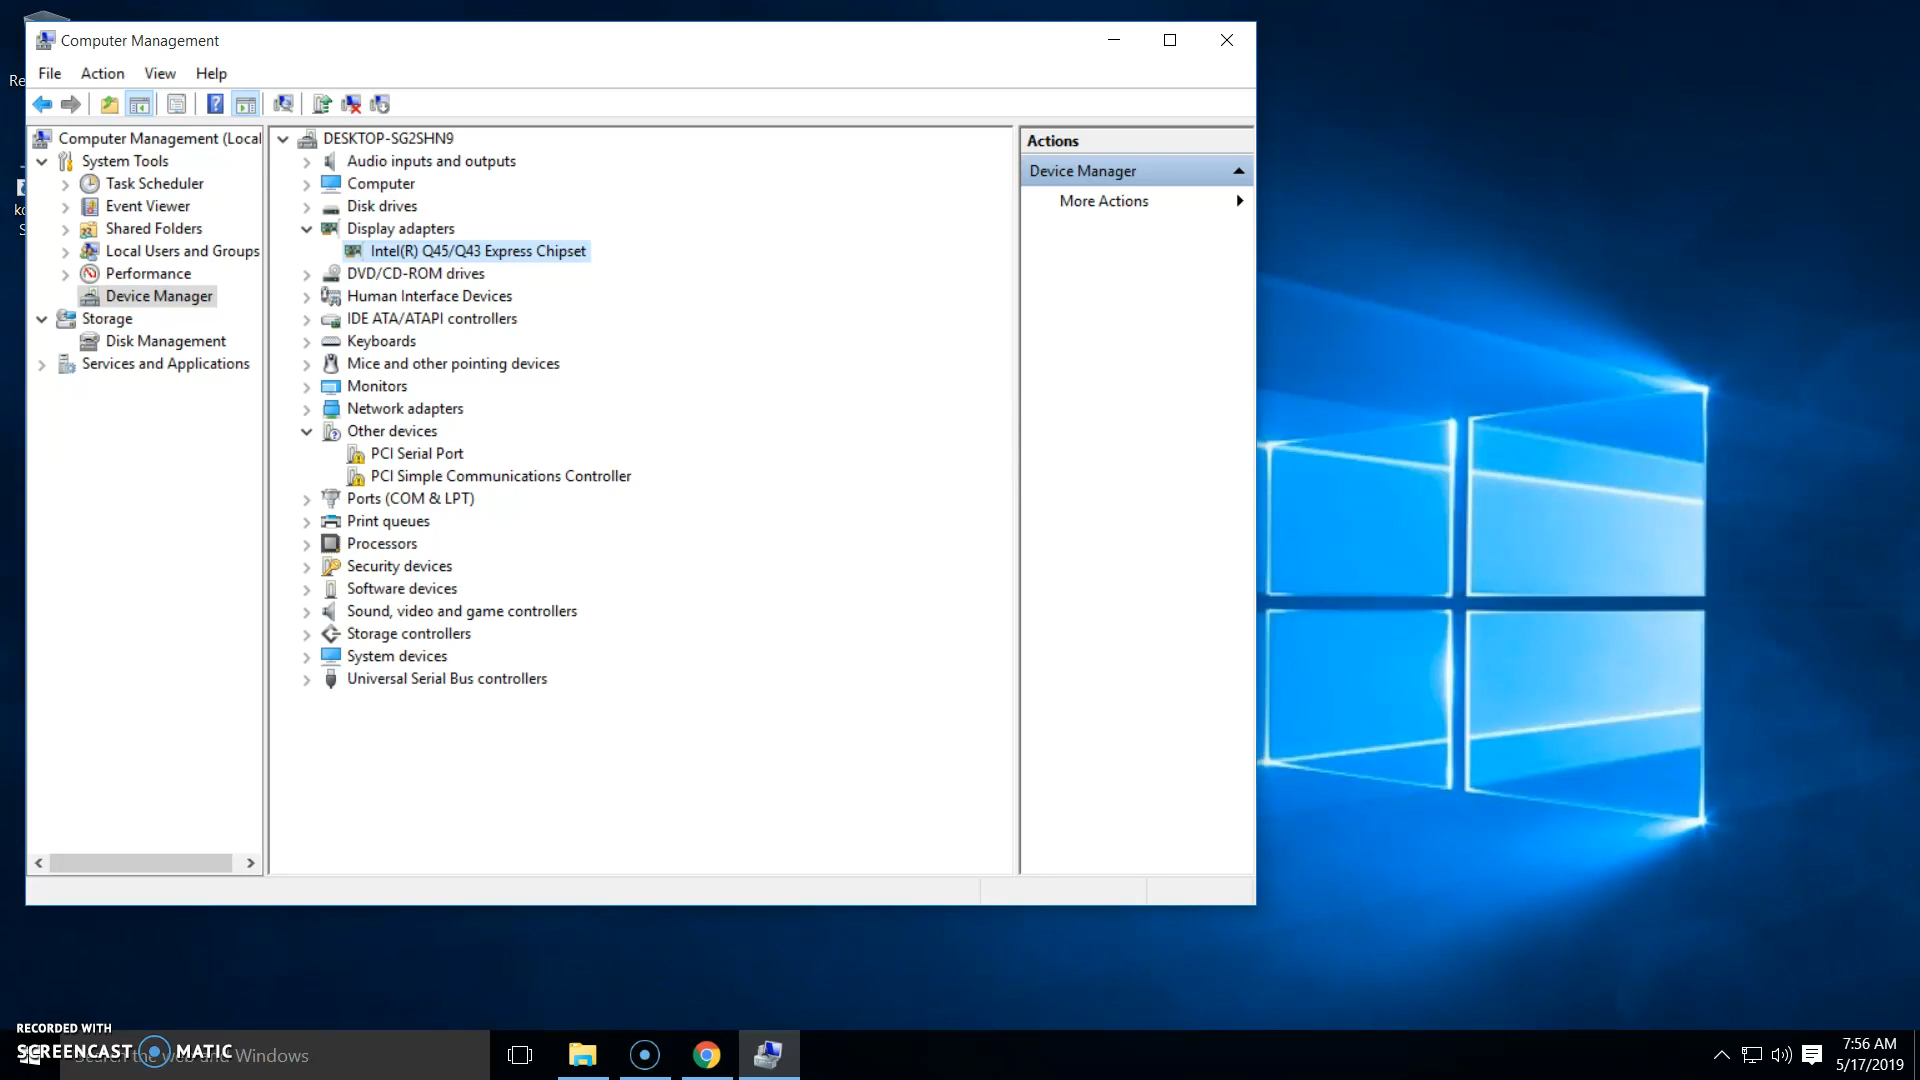 Computer Management
File Action View Help
Computer Management (Local
System Tools
Task Scheduler
Event Viewer
Shared Folders
Local Users and Groups
Performance
Device Manager
Storage
Disk Management
Services and Applications
DESKTOP-SG2SHN9
Audio inputs and outputs
Computer
Disk drives
Display adapters
Intel(R) Q45/Q43 Express Chipset
DVD/CD-ROM drives
Human Interface Devices
IDE ATA/ATAPI controllers
Keyboards
Mice and other pointing devices
Monitors
Network adapters
Other devices
PCI Serial Port
PCI Simple Communications Controller
Ports (COM & LPT)
Print queues
Processors
Security devices
Software devices
Sound, video and game controllers
Storage controllers
System devices
Universal Serial Bus controllers
Actions
Device Manager
More Actions
Re
S
RECORDED WITH
SCREENCAST MATIC
Search the web and Windows
7:56 AM
5/17/2019